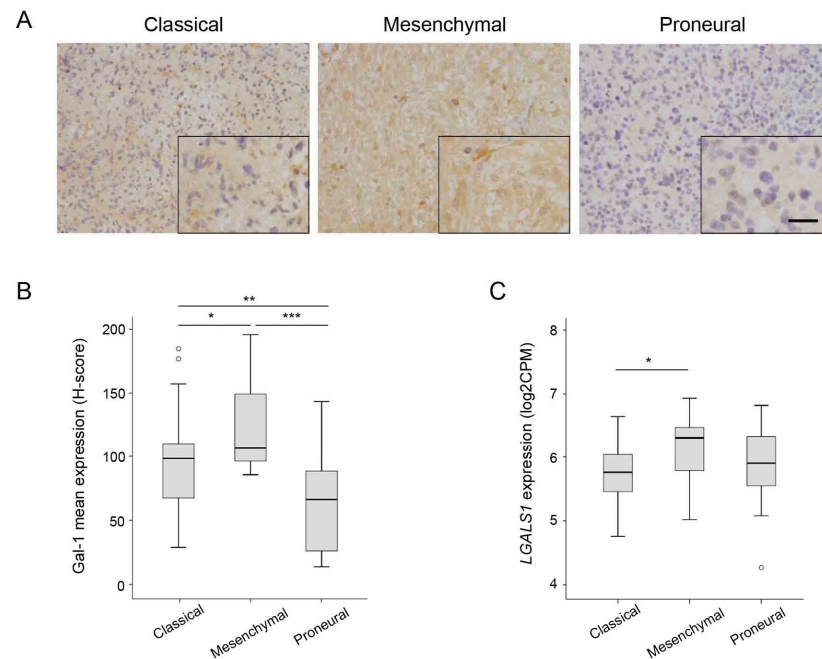 A
Classical
Mesenchymal
Proneural
B
Gal-1 mean expression (H-score)
200
150
100
50
0
**
*
***
Classical
Mesenchymal
Proneural
C
LGALS1 expression (log2CPM)
8
7
6
5
4
*
Classical
Mesenchymal
Proneural